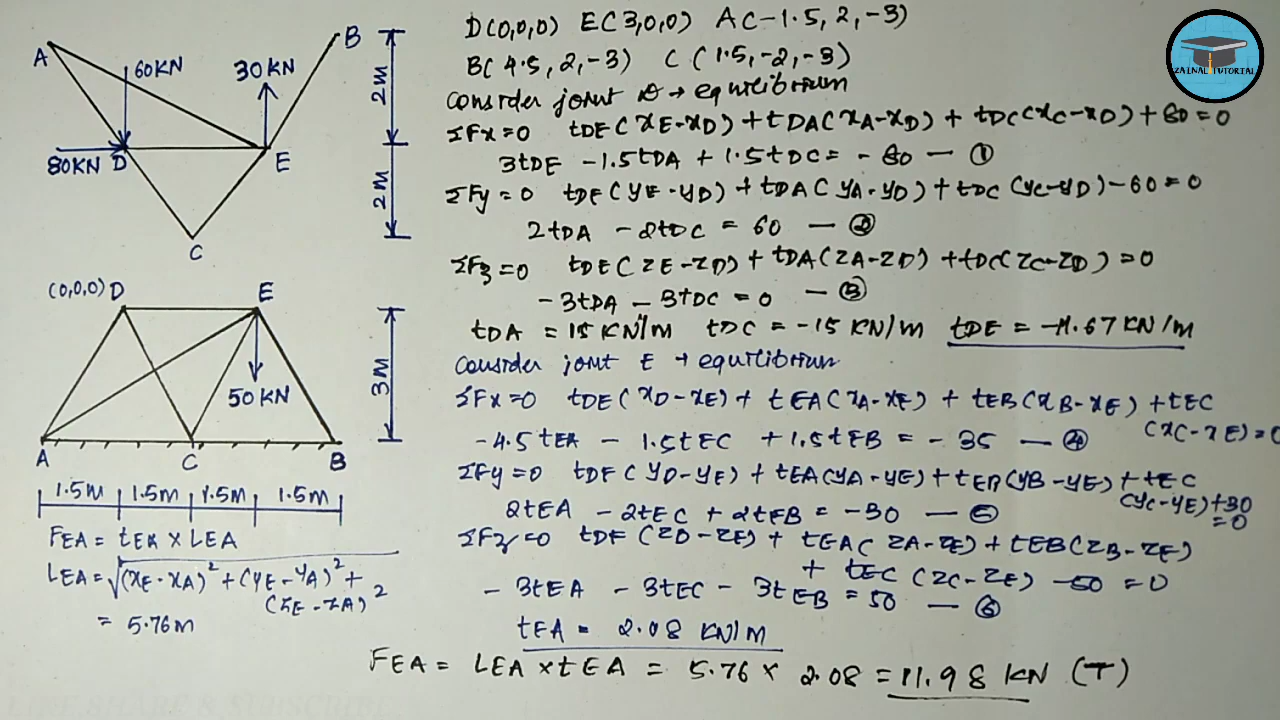 A
B
60KN
30KN
2M
80KN D
E
2M
C
(0,0,0) D
E
50KN
3M
A
C
B
1.5M 1.5M 1.5M 1.5M
FEA = tEA × LEA
LEA = √(xE-xA)² + (yE-yA)² +
(zE-zA)²
= 5.76m
D(0,0,0) E(3,0,0) A(-1.5, 2, -3)
B(4.5, 2, -3) C (1.5, -2, -3)
Consider joint D → equilibrium
ΣFx=0 tDE(xE-xD) + tDA(xA-xD) + tDC(xC-xD) + 80 = 0
3tDE - 1.5tDA + 1.5tDC = - 80 — ①
ΣFy=0 tDE(yE-yD) + tDA(yA-yD) + tDC(yC-yD) - 60 = 0
2tDA - 2tDC = 60 — ②
ΣFz=0 tDE(zE-zD) + tDA(zA-zD) + tDC(zC-zD) = 0
- 3tDA - 3tDC = 0 — ③
tDA = 15 KN/m tDC = -15 KN/m tDE = -11.67 KN/m
Consider joint E → equilibrium
ΣFx=0 tDE(xD-xE) + tEA(xA-xE) + tEB(xB-xE) + tEC
(xC-xE)=0
- 4.5tEA - 1.5tEC + 1.5tEB = - 35 — ④
ΣFy=0 tDE(yD-yE) + tEA(yA-yE) + tEB(yB-yE) + tEC
(yC-yE)+30
=0
2tEA - 2tEC + 2tEB = -30 — ⑤
ΣFz=0 tDE(zD-zE) + tEA(zA-zE) + tEB(zB-zE)
+ tEC(zC-zE) - 50 = 0
- 3tEA - 3tEC - 3tEB = 50 — ⑥
tEA = 2.08 KN/m
FEA = LEA × tEA = 5.76 × 2.08 = 11.98 KN (T)
ZAINAL TUTORIAL